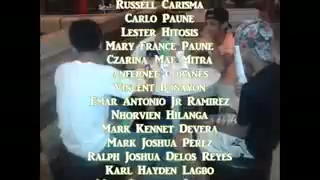 Russell Carisma
Carlo Paune
Lester Hitosis
Mary France Paune
Czarina Mae Mitra
Vincent Bonayon
Emar Antonio Jr Ramirez
Nhorvien Hilanga
Mark Kennet Devera
Mark Joshua Perez
Ralph Joshua Delos Reyes
Karl Hayden Lagbo